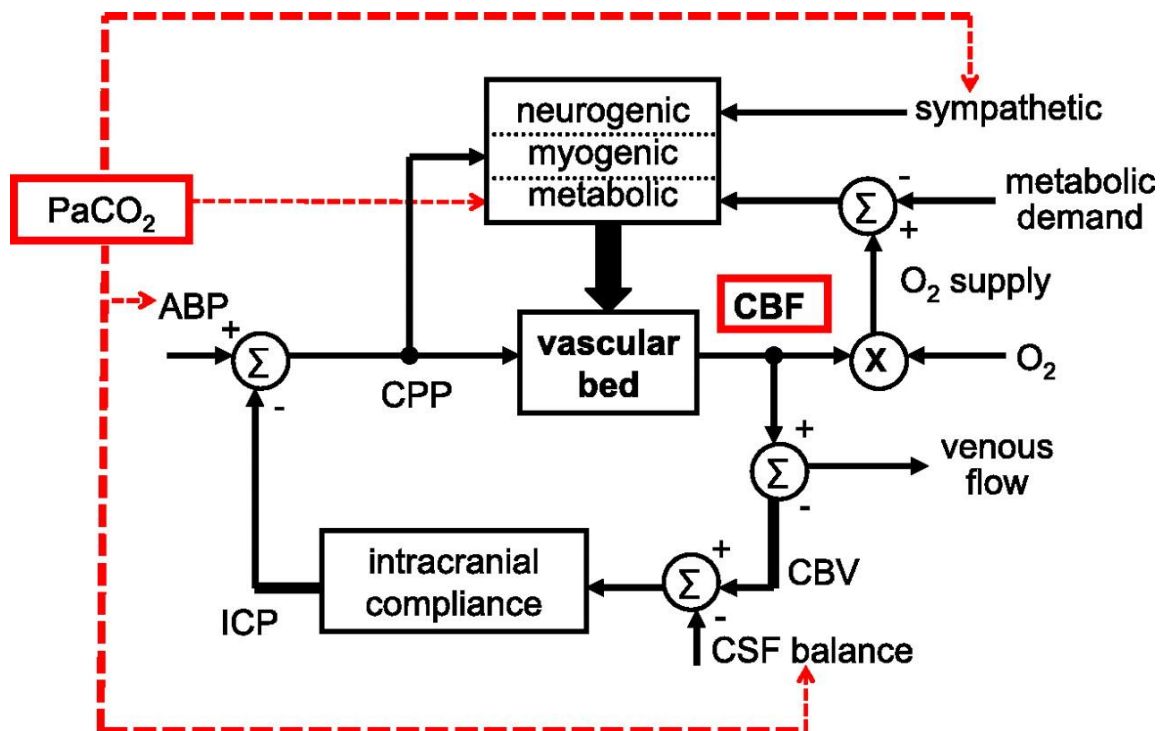 neurogenic
sympathetic
myogenic
PaCO₂
metabolic
-
metabolic
demand
Σ
+
O₂ supply
ABP
+
CBF
Σ
vascular
bed
X
O₂
-
CPP
+
Σ
venous
flow
-
intracranial
compliance
+
Σ
CBV
ICP
-
CSF balance